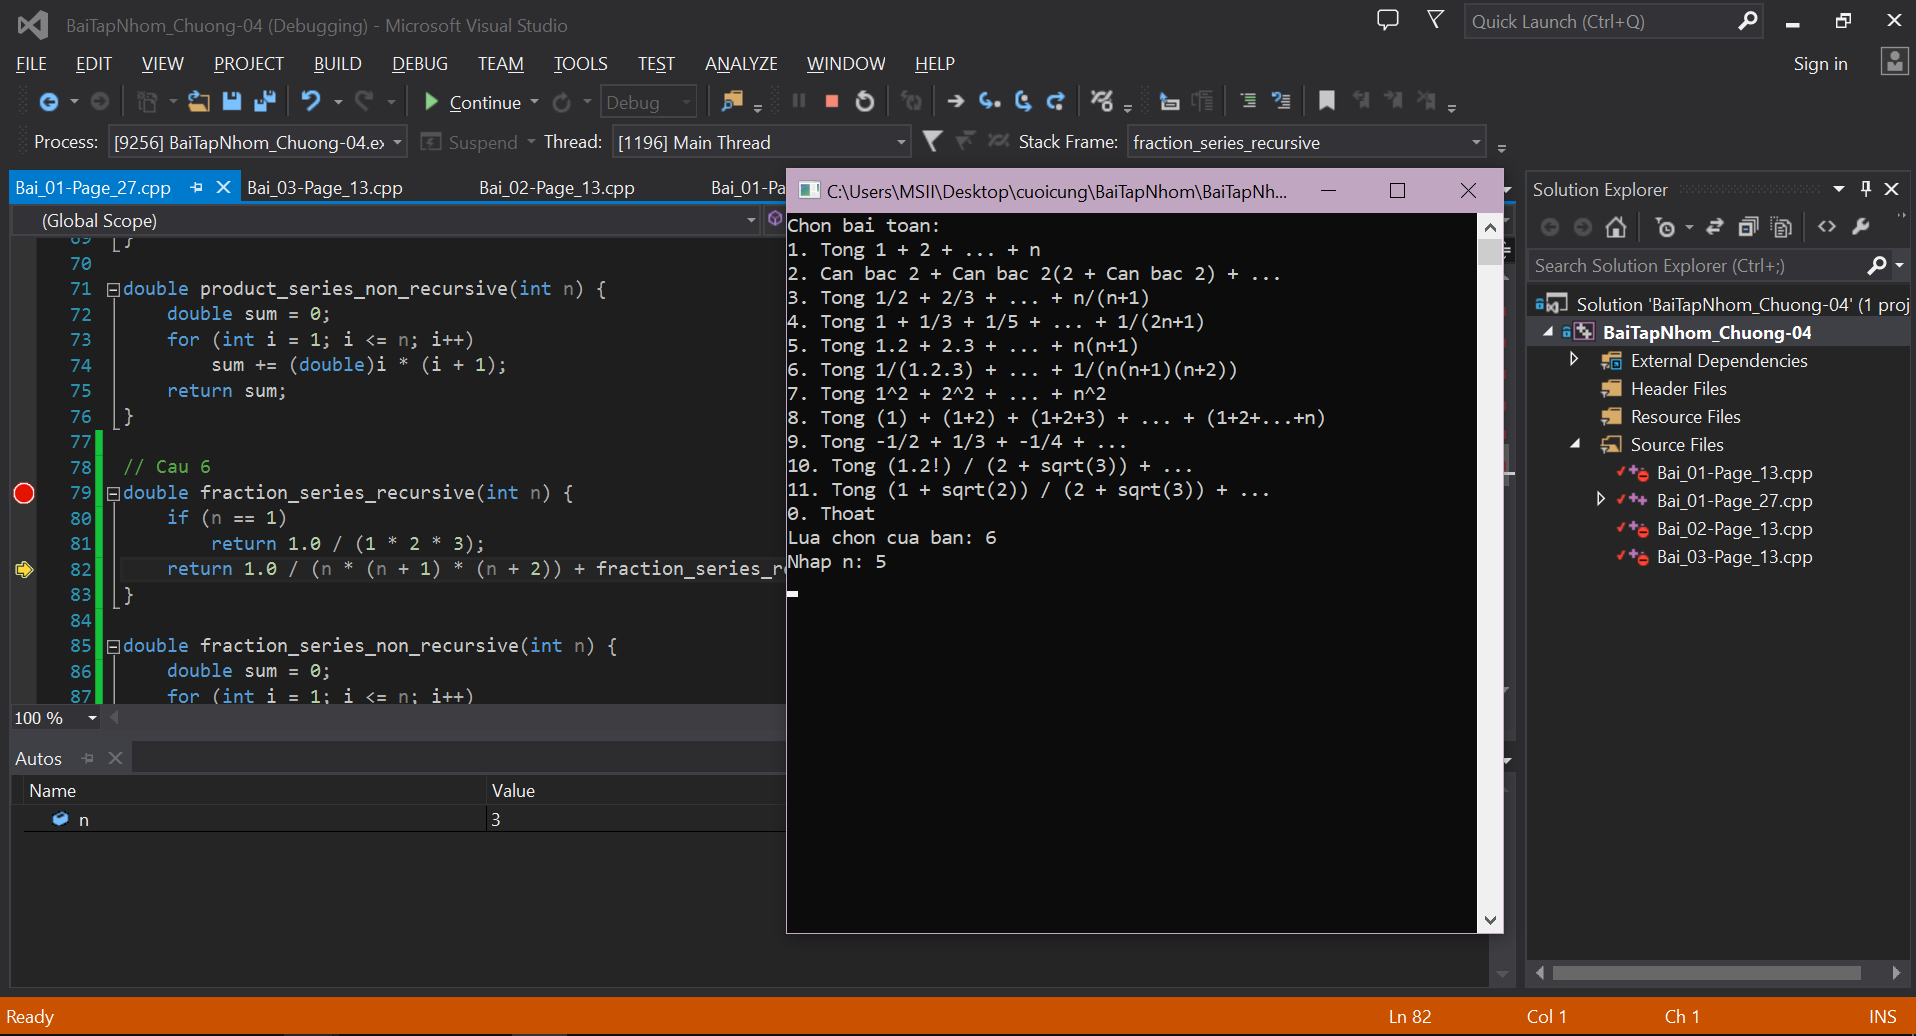 BaiTapNhom_Chuong-04 (Debugging) - Microsoft Visual Studio
Quick Launch (Ctrl+Q)
FILE EDIT VIEW PROJECT BUILD DEBUG TEAM TOOLS TEST ANALYZE WINDOW HELP
Sign in
Continue
Debug
Process: [9256] BaiTapNhom_Chuong-04.ex
Suspend
Thread: [1196] Main Thread
Stack Frame: fraction_series_recursive
Bai_01-Page_27.cpp
Bai_03-Page_13.cpp
Bai_02-Page_13.cpp
Bai_01-Pa
(Global Scope)
69 }
70
71 double product_series_non_recursive(int n) {
72 double sum = 0;
73 for (int i = 1; i <= n; i++)
74 sum += (double)i * (i + 1);
75 return sum;
76 }
77
78 // Cau 6
79 double fraction_series_recursive(int n) {
80 if (n == 1)
81 return 1.0 / (1 * 2 * 3);
82 return 1.0 / (n * (n + 1) * (n + 2)) + fraction_series_r
83 }
84
85 double fraction_series_non_recursive(int n) {
86 double sum = 0;
87 for (int i = 1; i <= n; i++)
100 %
Autos
Name Value
n 3
C:\Users\MSII\Desktop\cuoicung\BaiTapNhom\BaiTapNh...
Chon bai toan:
1. Tong 1 + 2 + ... + n
2. Can bac 2 + Can bac 2(2 + Can bac 2) + ...
3. Tong 1/2 + 2/3 + ... + n/(n+1)
4. Tong 1 + 1/3 + 1/5 + ... + 1/(2n+1)
5. Tong 1.2 + 2.3 + ... + n(n+1)
6. Tong 1/(1.2.3) + ... + 1/(n(n+1)(n+2))
7. Tong 1^2 + 2^2 + ... + n^2
8. Tong (1) + (1+2) + (1+2+3) + ... + (1+2+...+n)
9. Tong -1/2 + 1/3 + -1/4 + ...
10. Tong (1.2!) / (2 + sqrt(3)) + ...
11. Tong (1 + sqrt(2)) / (2 + sqrt(3)) + ...
0. Thoat
Lua chon cua ban: 6
Nhap n: 5
Solution Explorer
Search Solution Explorer (Ctrl+;)
Solution 'BaiTapNhom_Chuong-04' (1 proj
BaiTapNhom_Chuong-04
External Dependencies
Header Files
Resource Files
Source Files
Bai_01-Page_13.cpp
Bai_01-Page_27.cpp
Bai_02-Page_13.cpp
Bai_03-Page_13.cpp
Ready
Ln 82 Col 1 Ch 1 INS